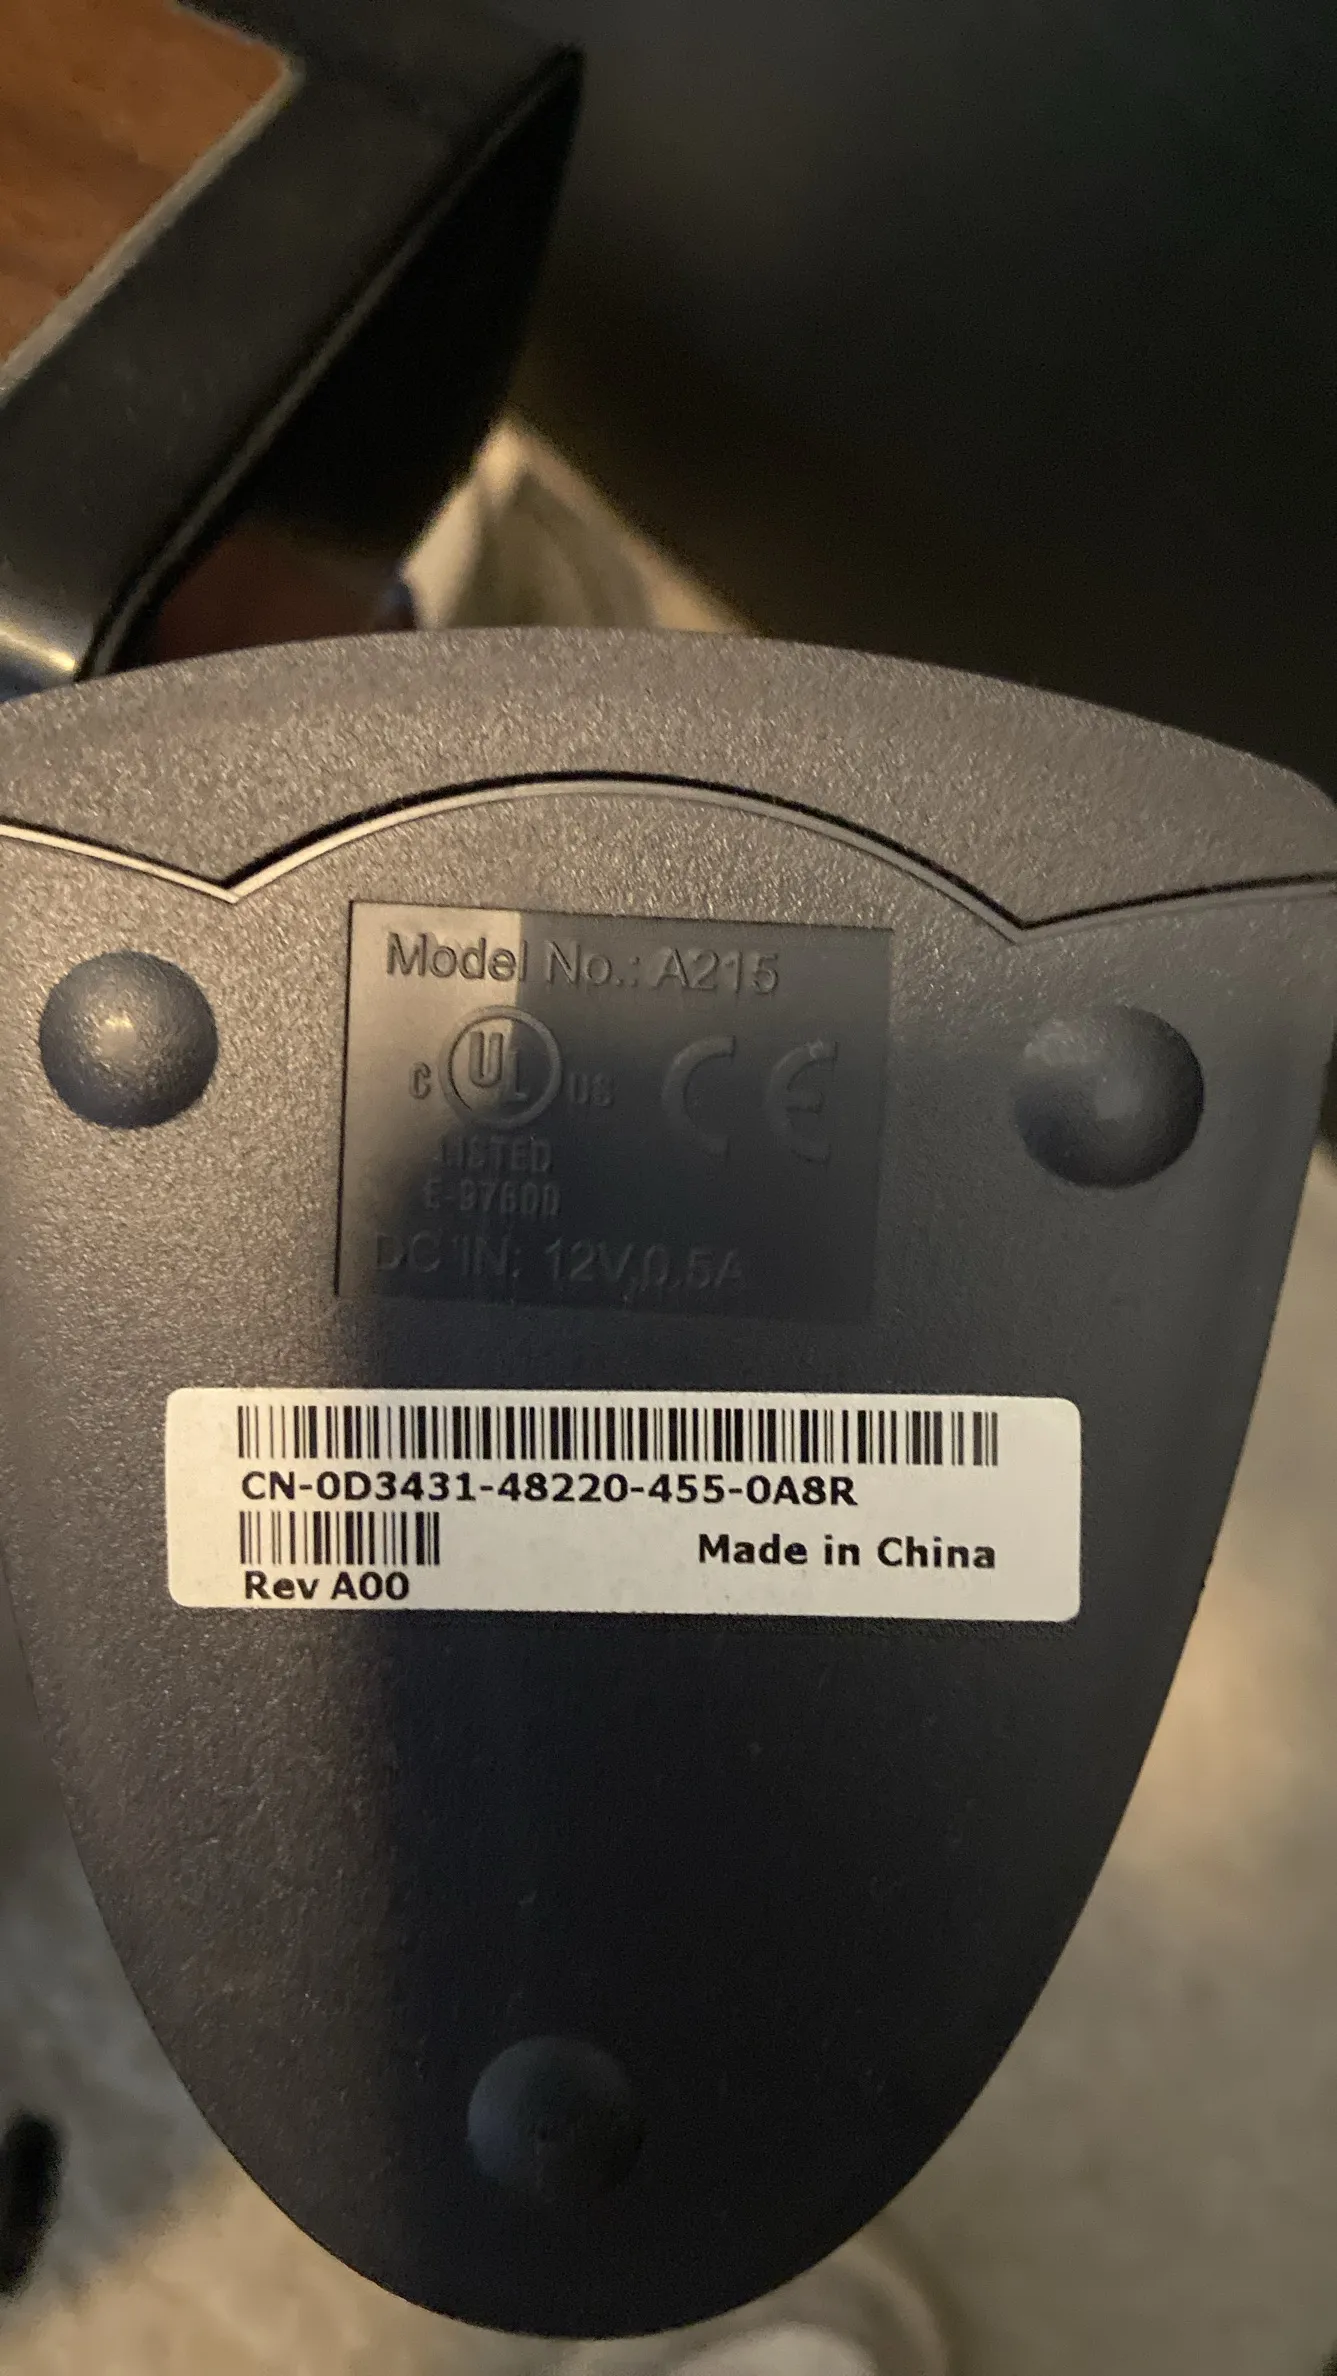 Model No.: A215
C UL US CE
LISTED
E-97600
DC IN: 12V,0.5A
CN-0D3431-48220-455-0A8R
Made in China
Rev A00